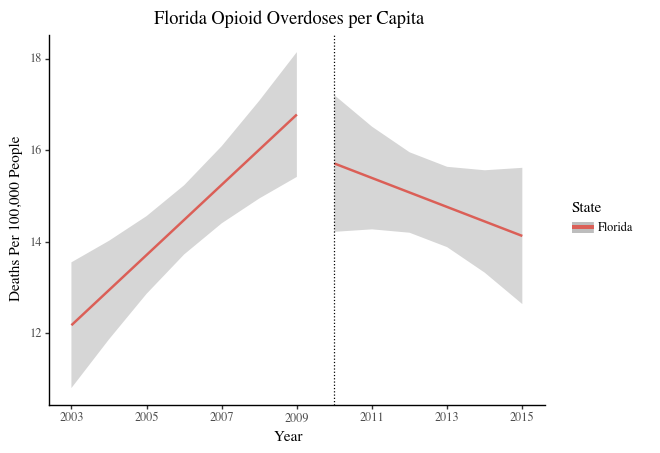 Florida Opioid Overdoses per Capita
Deaths Per 100,000 People
18
16
14
12
2003 2005 2007 2009 2011 2013 2015
Year
State
Florida